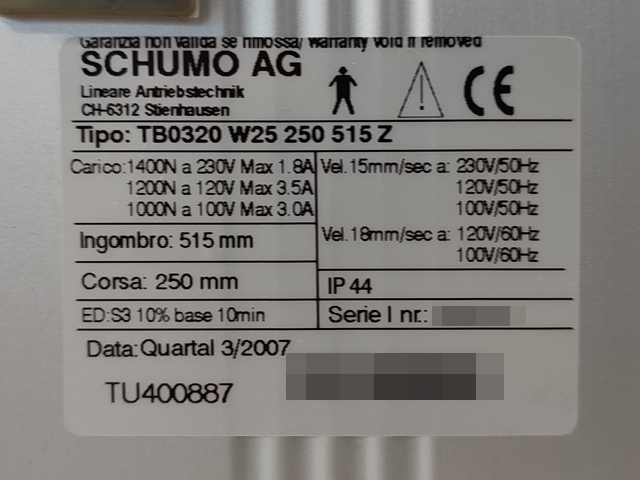 Garanzia non valida se rimossa/ warranty void if removed
SCHUMO AG
Lineare Antriebstechnik
CH-6312 Stienhausen
Tipo: TB0320 W25 250 515 Z
Carico:1400N a 230V Max 1.8A
1200N a 120V Max 3.5A
1000N a 100V Max 3.0A
Vel.15mm/sec a: 230V/50Hz
120V/50Hz
100V/50Hz
Vel.18mm/sec a: 120V/60Hz
100V/60Hz
Ingombro: 515 mm
Corsa: 250 mm
IP 44
ED:S3 10% base 10min
Serie I nr.:
Data:Quartal 3/2007
TU400887